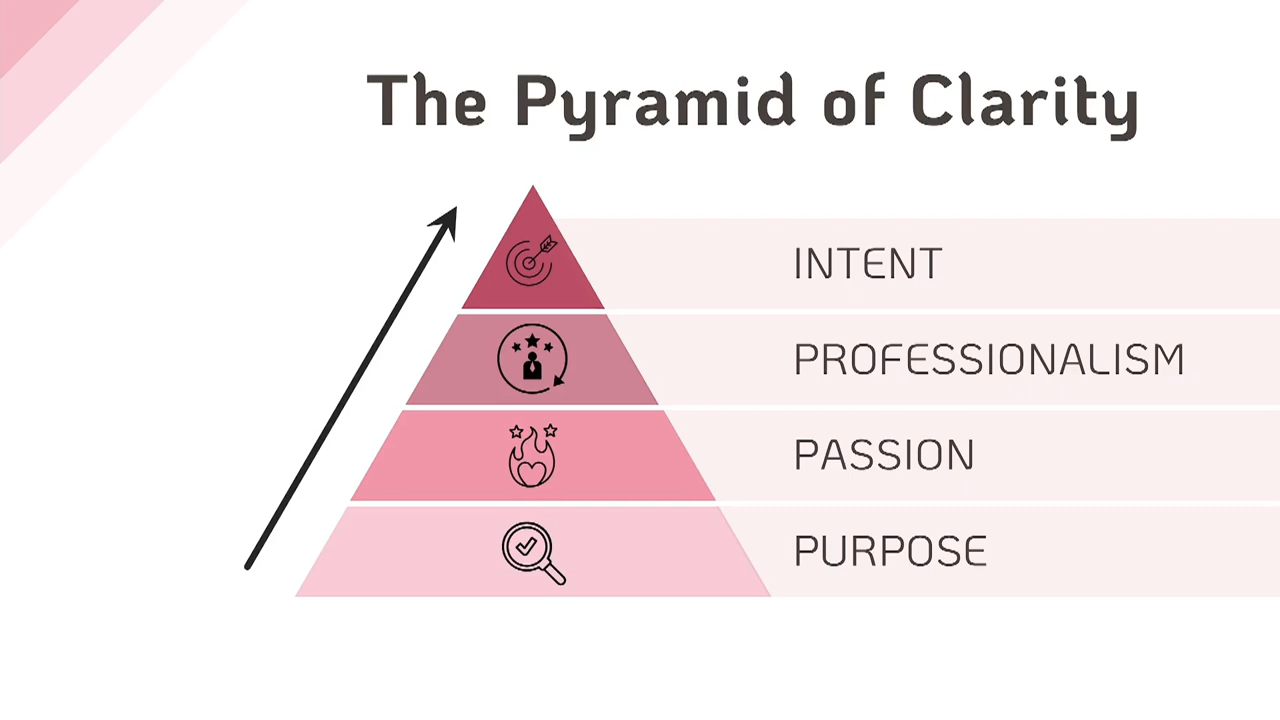 The Pyramid of Clarity
INTENT
PROFESSIONALISM
PASSION
PURPOSE